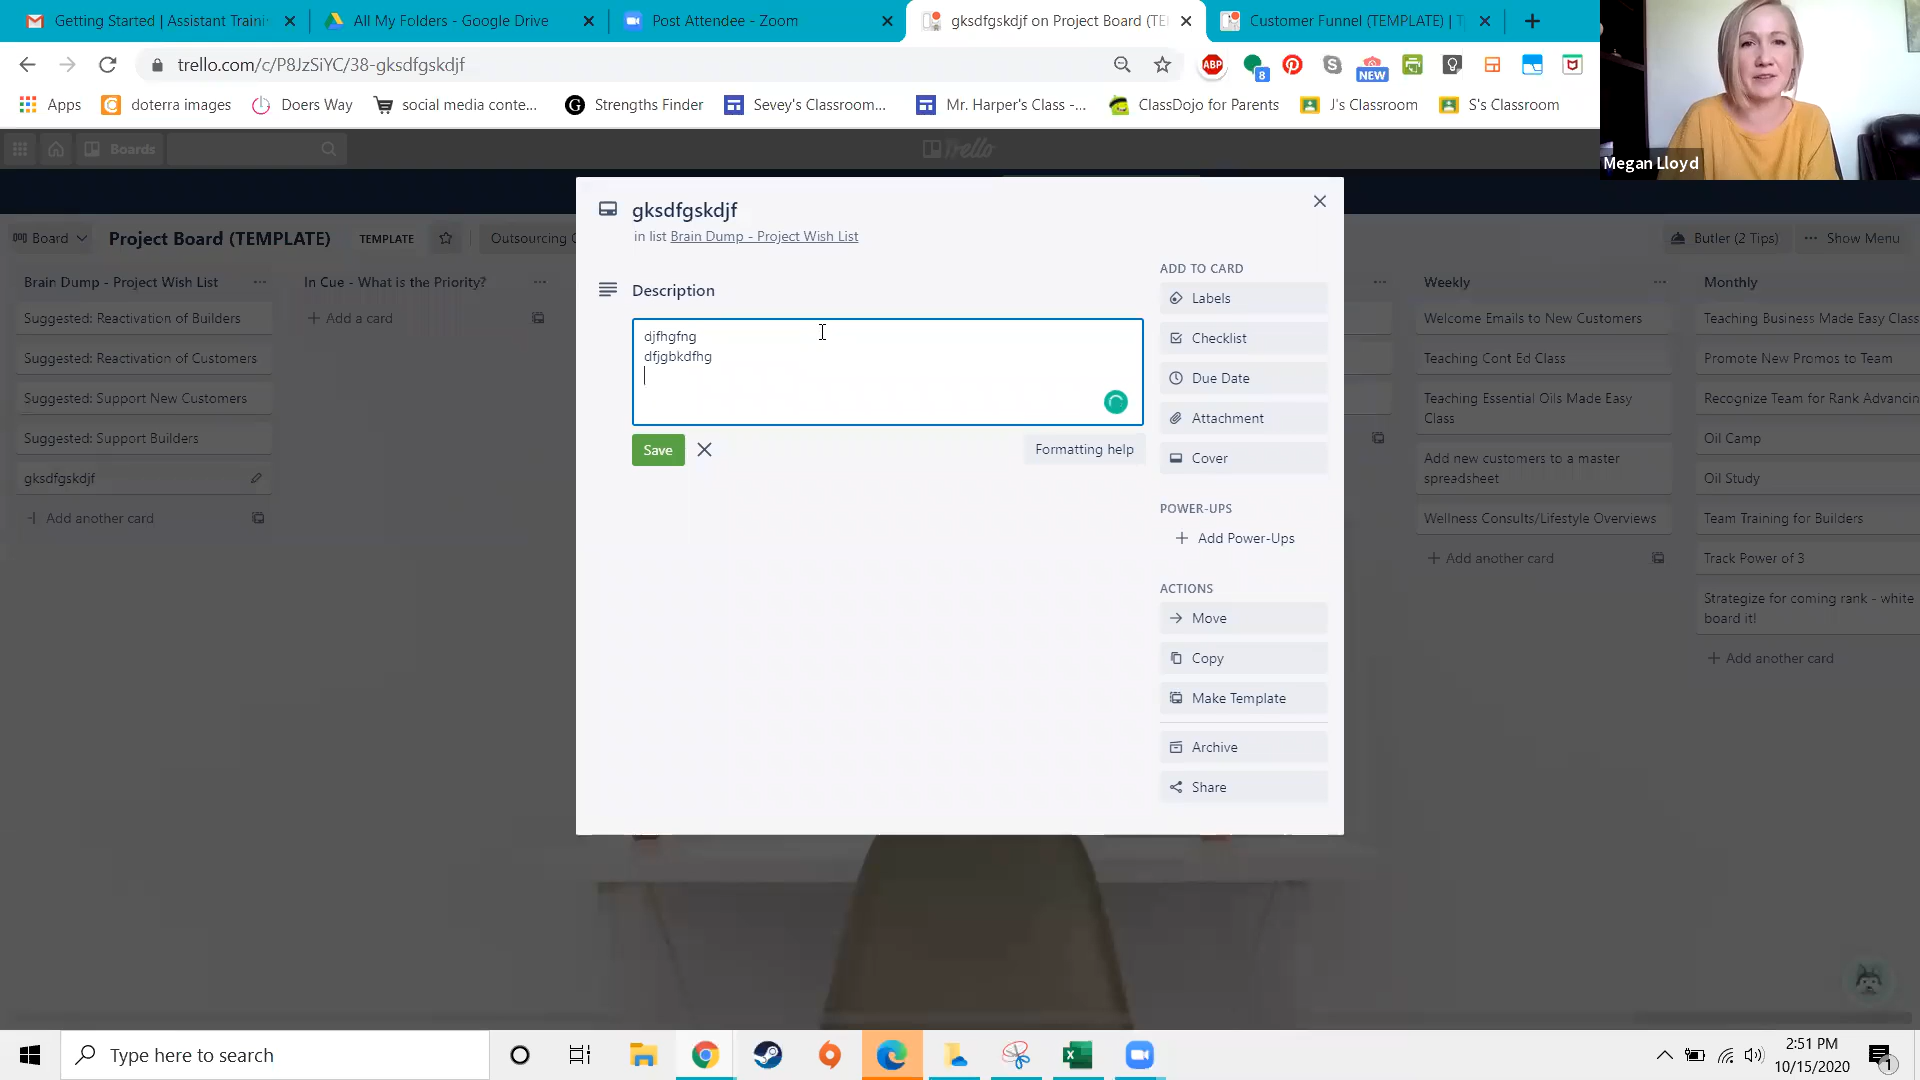 Getting Started | Assistant Traini
All My Folders - Google Drive
Post Attendee - Zoom
gksdfgskdjf on Project Board (TE
Customer Funnel (TEMPLATE) | T
trello.com/c/P8JzSiYC/38-gksdfgskdjf
ABP
8
NEW
Apps
doterra images
Doers Way
social media conte...
Strengths Finder
Sevey's Classroom...
Mr. Harper's Class -...
ClassDojo for Parents
J's Classroom
S's Classroom
Megan Lloyd
Boards
Trello
Board
Project Board (TEMPLATE)
TEMPLATE
Outsourcing
Butler (2 Tips)
Show Menu
Brain Dump - Project Wish List
Suggested: Reactivation of Builders
Suggested: Reactivation of Customers
Suggested: Support New Customers
Suggested: Support Builders
gksdfgskdjf
Add another card
In Cue - What is the Priority?
Add a card
gksdfgskdjf
in list Brain Dump - Project Wish List
Description
djfhgfng
dfjgbkdfhg
Save
Formatting help
ADD TO CARD
Labels
Checklist
Due Date
Attachment
Cover
POWER-UPS
Add Power-Ups
ACTIONS
Move
Copy
Make Template
Archive
Share
Weekly
Welcome Emails to New Customers
Teaching Cont Ed Class
Teaching Essential Oils Made Easy
Class
Add new customers to a master
spreadsheet
Wellness Consults/Lifestyle Overviews
Add another card
Monthly
Teaching Business Made Easy Class
Promote New Promos to Team
Recognize Team for Rank Advancin
Oil Camp
Oil Study
Team Training for Builders
Track Power of 3
Strategize for coming rank - white
board it!
Add another card
Type here to search
2:51 PM
10/15/2020
1